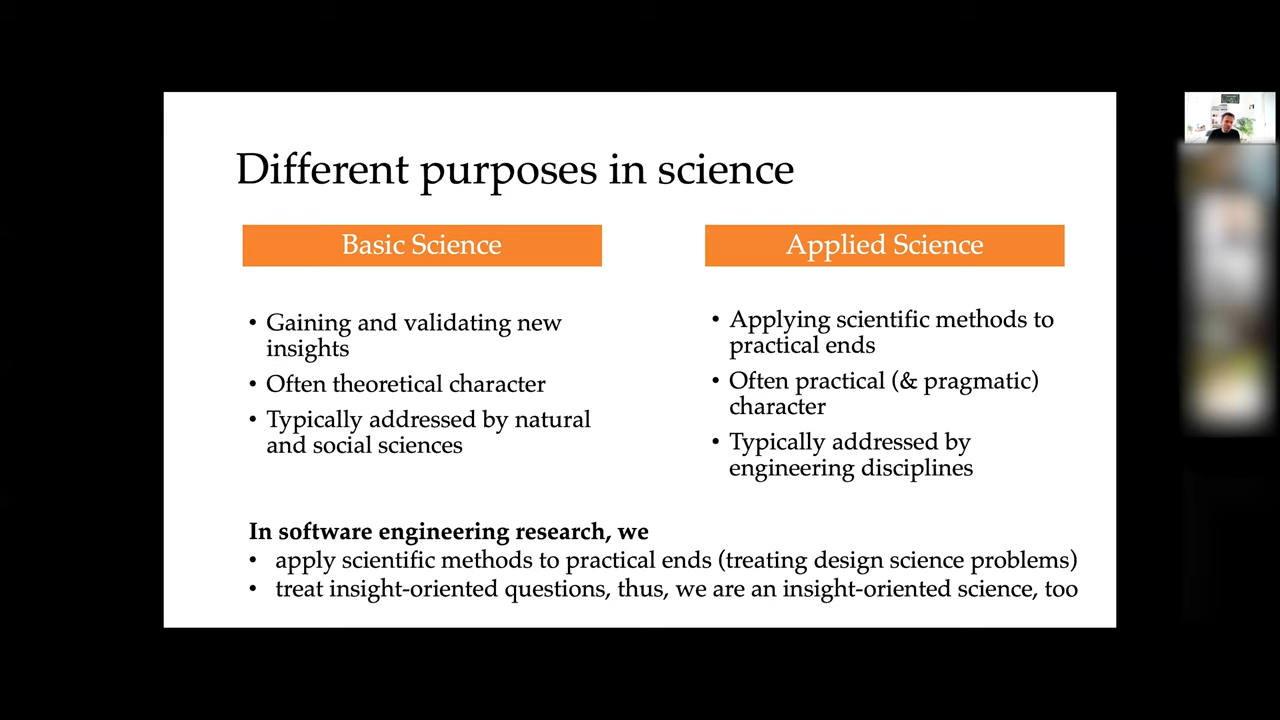 Different purposes in science
Basic Science
• Gaining and validating new
insights
• Often theoretical character
• Typically addressed by natural
and social sciences
Applied Science
• Applying scientific methods to
practical ends
• Often practical (& pragmatic)
character
• Typically addressed by
engineering disciplines
In software engineering research, we
• apply scientific methods to practical ends (treating design science problems)
• treat insight-oriented questions, thus, we are an insight-oriented science, too